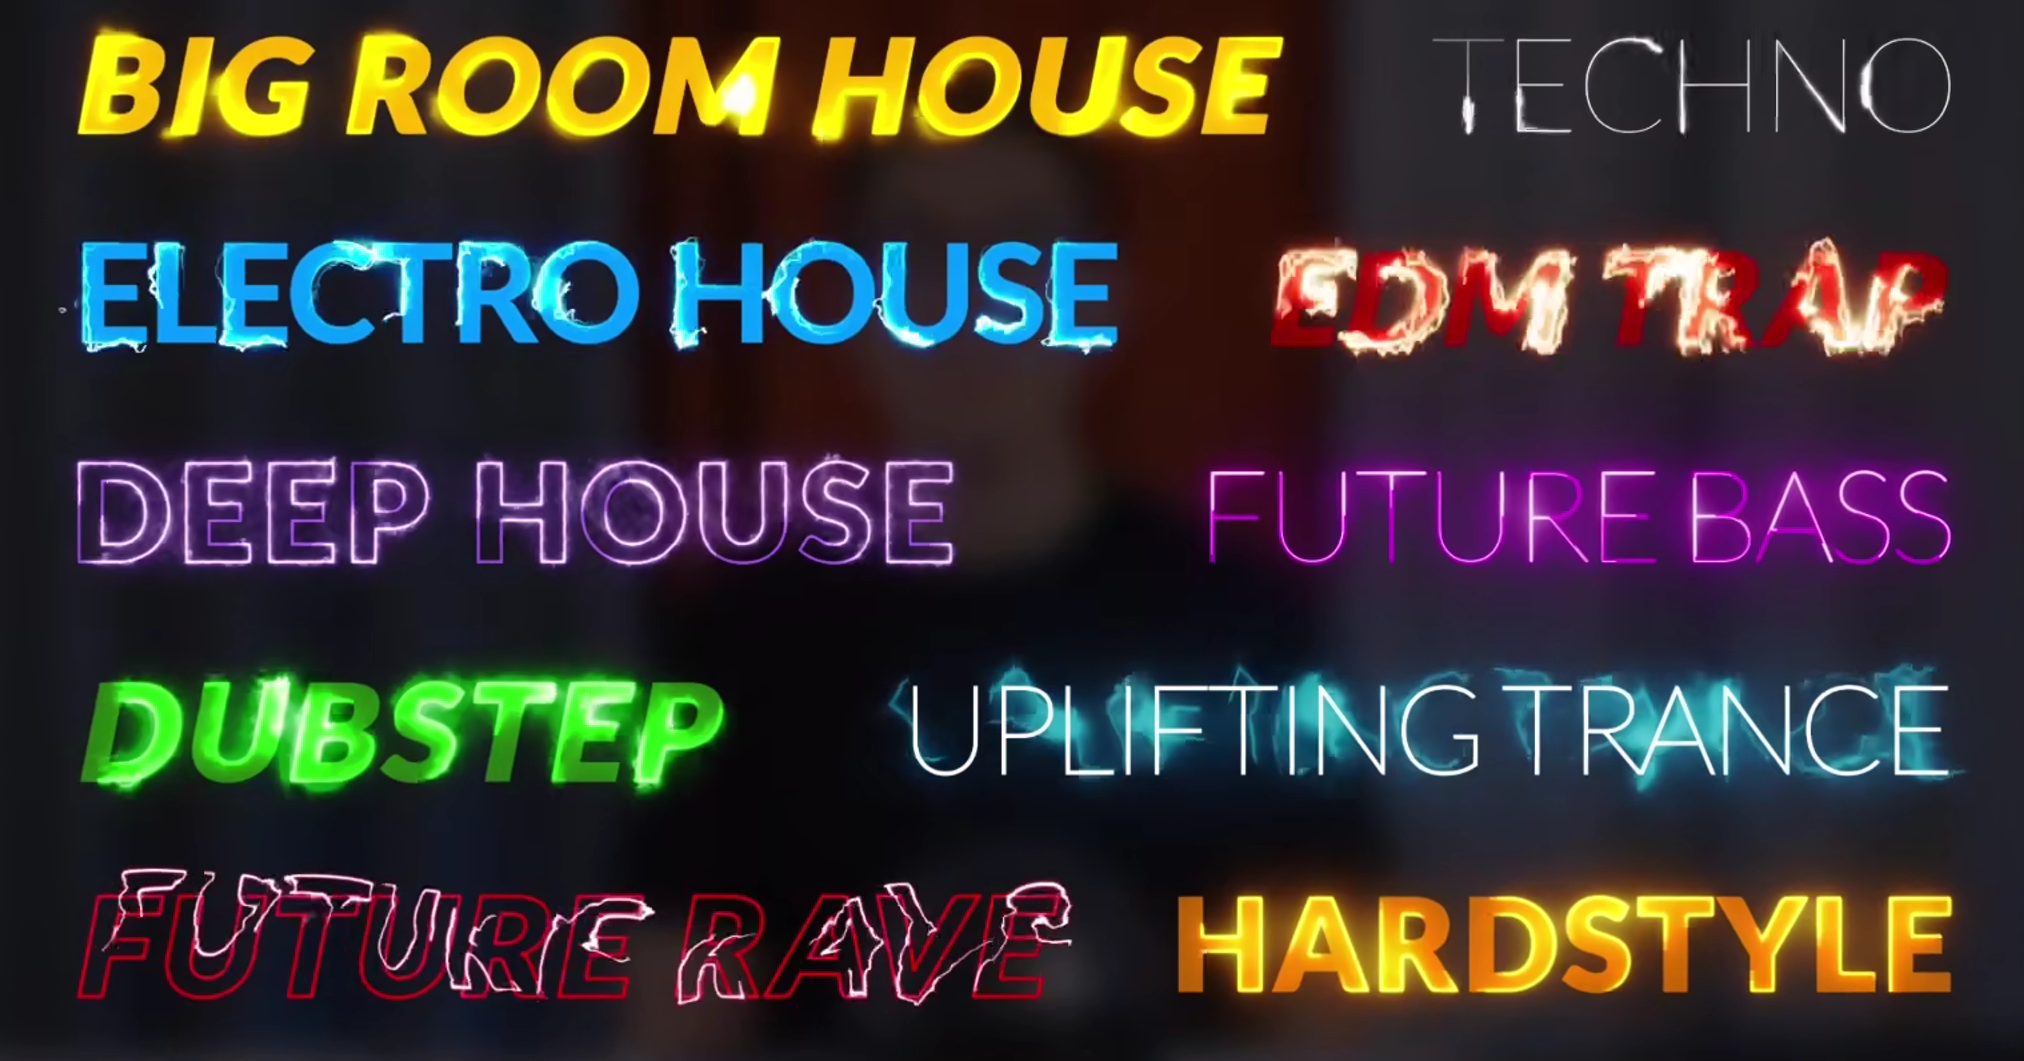 BIG ROOM HOUSE
TECHNO
ELECTRO HOUSE
EDM TRAP
DEEP HOUSE
FUTURE BASS
DUBSTEP
UPLIFTING TRANCE
FUTURE RAVE
HARDSTYLE